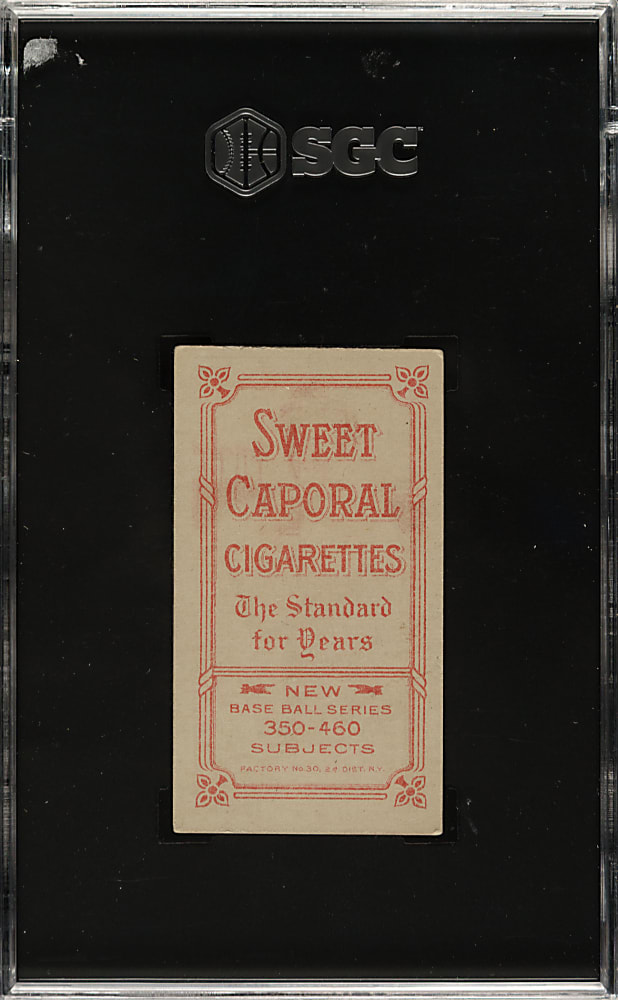 SGC
SWEET
CAPORAL
CIGARETTES
The Standard
for Years
NEW
BASE BALL SERIES
350-460
SUBJECTS
FACTORY No. 30, 2d DIST. N.Y.